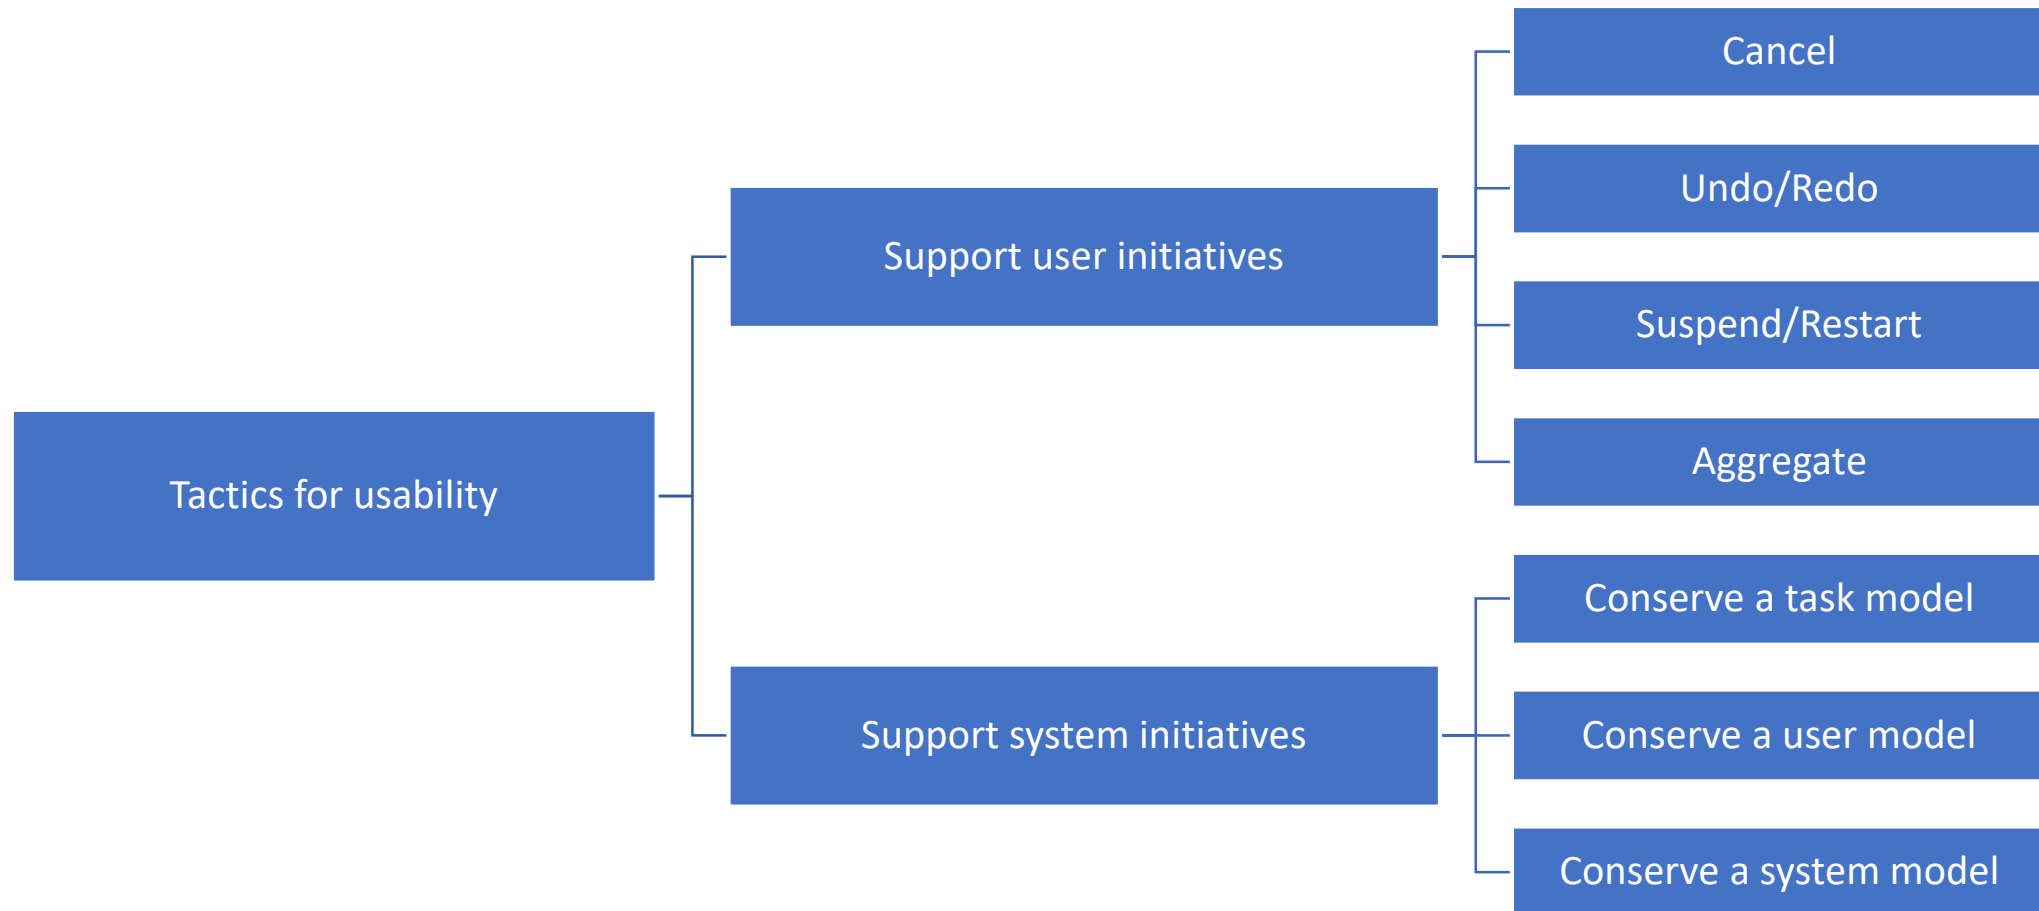 Tactics for usability
Support user initiatives
Cancel
Undo/Redo
Suspend/Restart
Aggregate
Support system initiatives
Conserve a task model
Conserve a user model
Conserve a system model